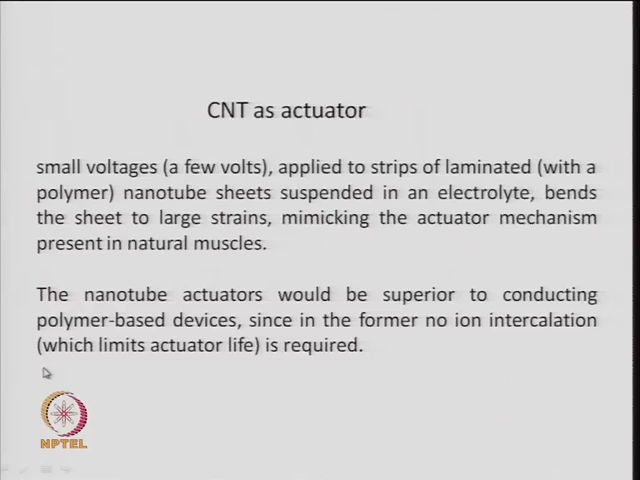 CNT as actuator
small voltages (a few volts), applied to strips of laminated (with a
polymer) nanotube sheets suspended in an electrolyte, bends
the sheet to large strains, mimicking the actuator mechanism
present in natural muscles.
The nanotube actuators would be superior to conducting
polymer-based devices, since in the former no ion intercalation
(which limits actuator life) is required.
NPTEL